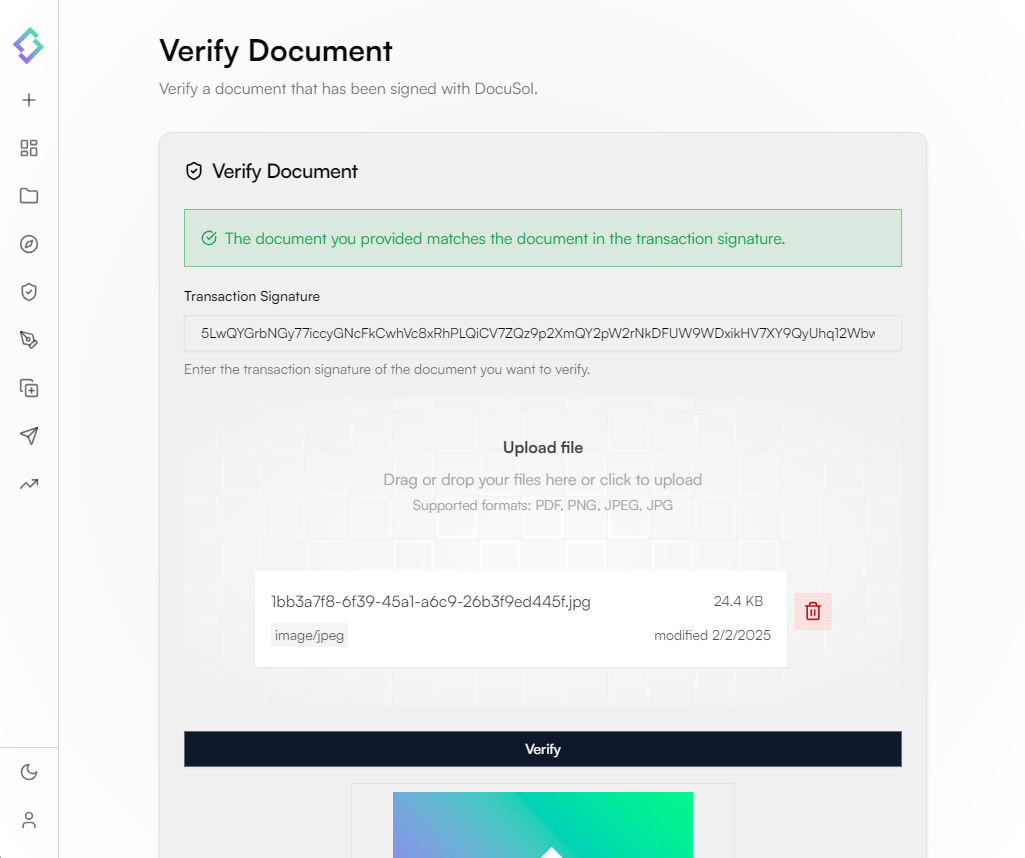 Verify Document
Verify a document that has been signed with DocuSol.
Verify Document
The document you provided matches the document in the transaction signature.
Transaction Signature
5LwQYGrbNGy77iccyGNcFkCwhVc8xRhPLQiCV7ZQz9p2XmQY2pW2rNkDFUW9WDxikHV7XY9QyUhq12Wbw
Enter the transaction signature of the document you want to verify.
Upload file
Drag or drop your files here or click to upload
Supported formats: PDF, PNG, JPEG, JPG
1bb3a7f8-6f39-45a1-a6c9-26b3f9ed445f.jpg 24.4 KB
image/jpeg modified 2/2/2025
Verify